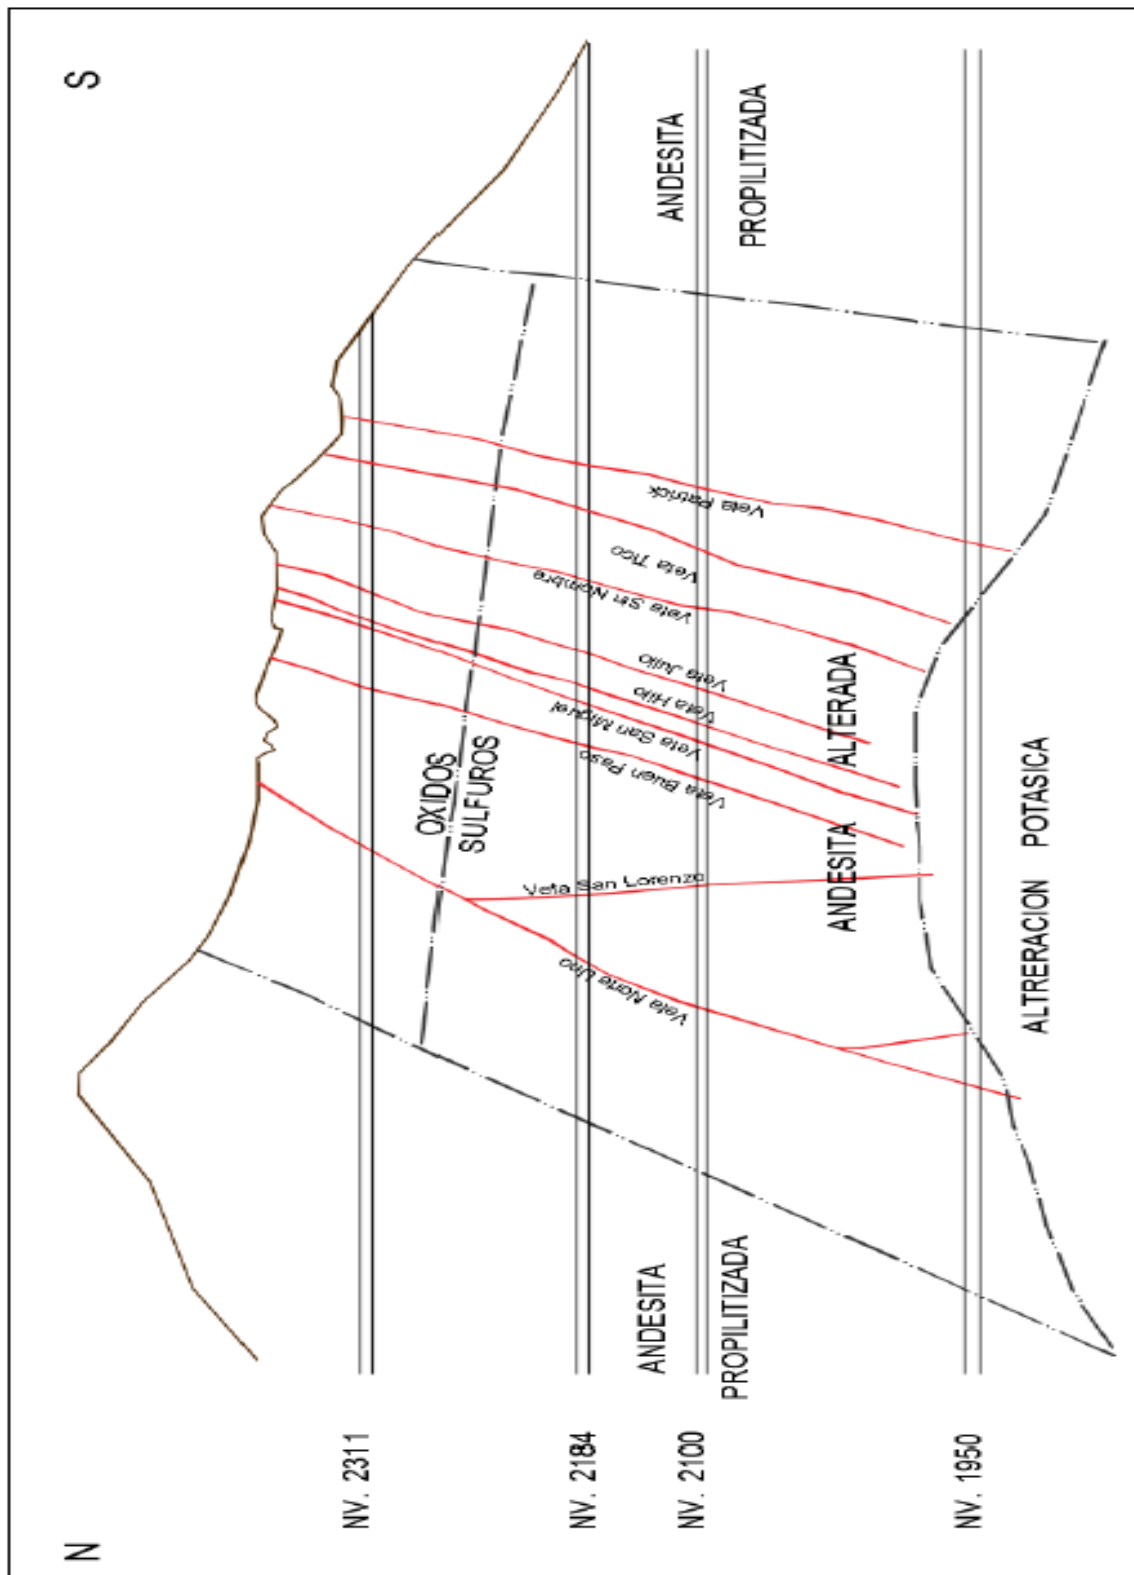 N
S
NV. 2311
NV. 2184
NV. 2100
NV. 1950
OXIDOS
SULFUROS
ANDESITA
PROPILITIZADA
ANDESITA
PROPILITIZADA
Veta Norte Uno
Veta San Lorenzo
Veta Buen Paso
Veta San Miguel
Veta Hilo
Veta Julio
Veta Sin Nombre
Veta Tico
Veta Patrick
ANDESITA ALTERADA
ALTRERACION POTASICA